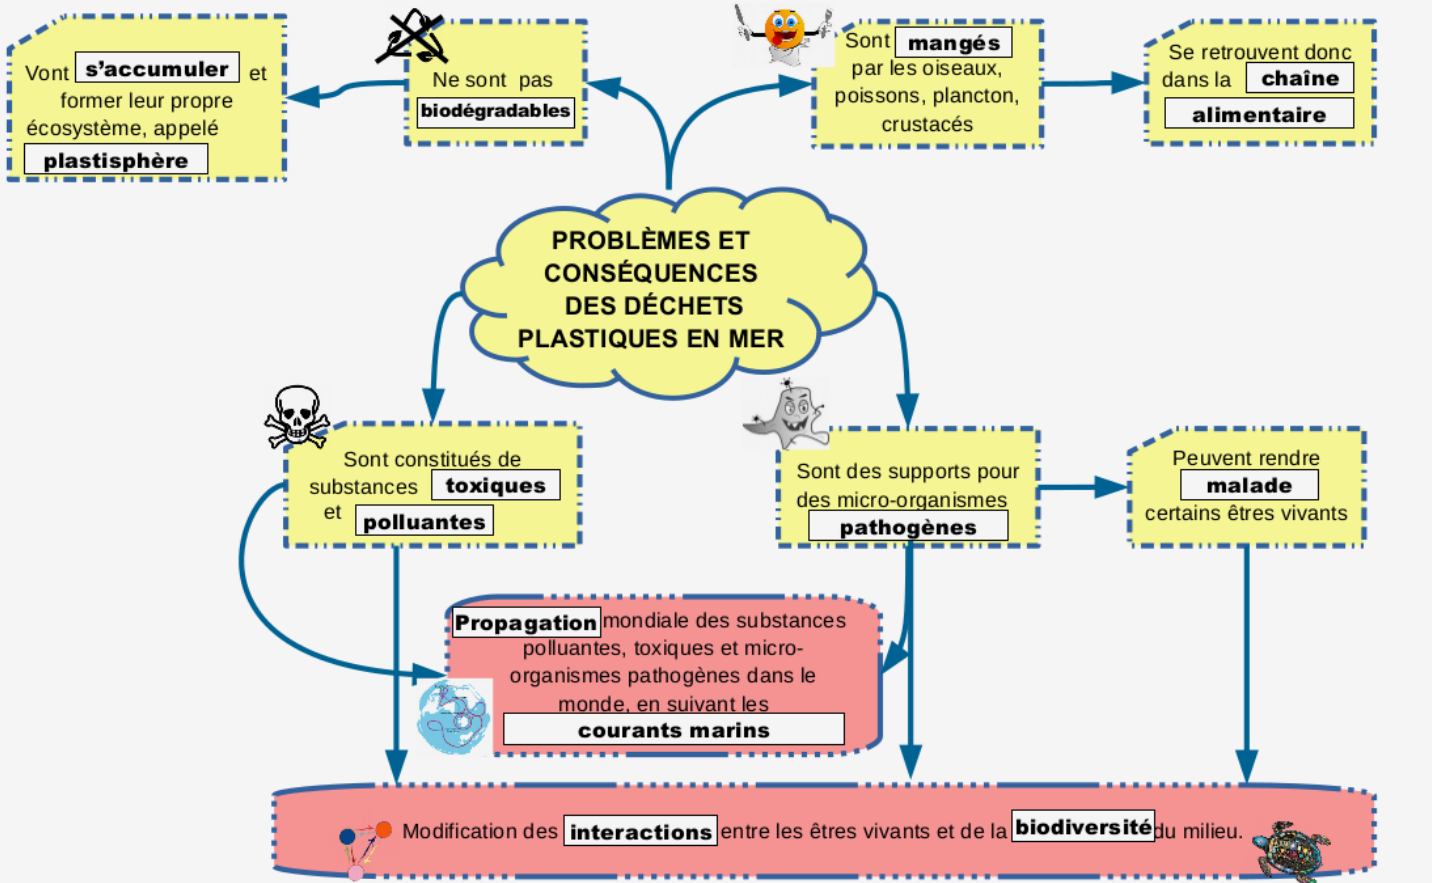 Vont s'accumuler et
former leur propre
écosystème, appelé
plastisphère
Ne sont pas
biodégradables
Sont mangés
par les oiseaux,
poissons, plancton,
crustacés
Se retrouvent donc
dans la chaîne
alimentaire
PROBLÈMES ET
CONSÉQUENCES
DES DÉCHETS
PLASTIQUES EN MER
Sont constitués de
substances toxiques
et polluantes
Sont des supports pour
des micro-organismes
pathogènes
Peuvent rendre
malade
certains êtres vivants
Propagation mondiale des substances
polluantes, toxiques et micro-
organismes pathogènes dans le
monde, en suivant les
courants marins
Modification des interactions entre les êtres vivants et de la biodiversité du milieu.